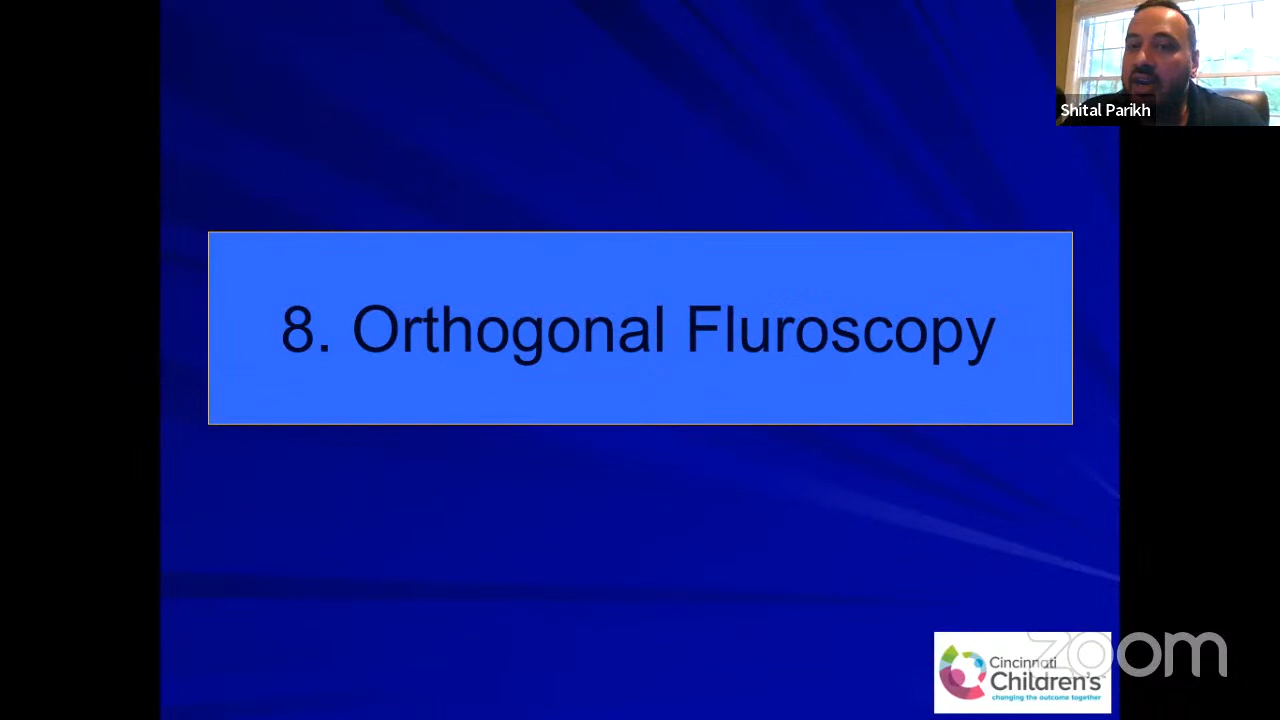 Shital Parikh
8. Orthogonal Fluroscopy
Cincinnati
Children's
changing the outcome together
zoom